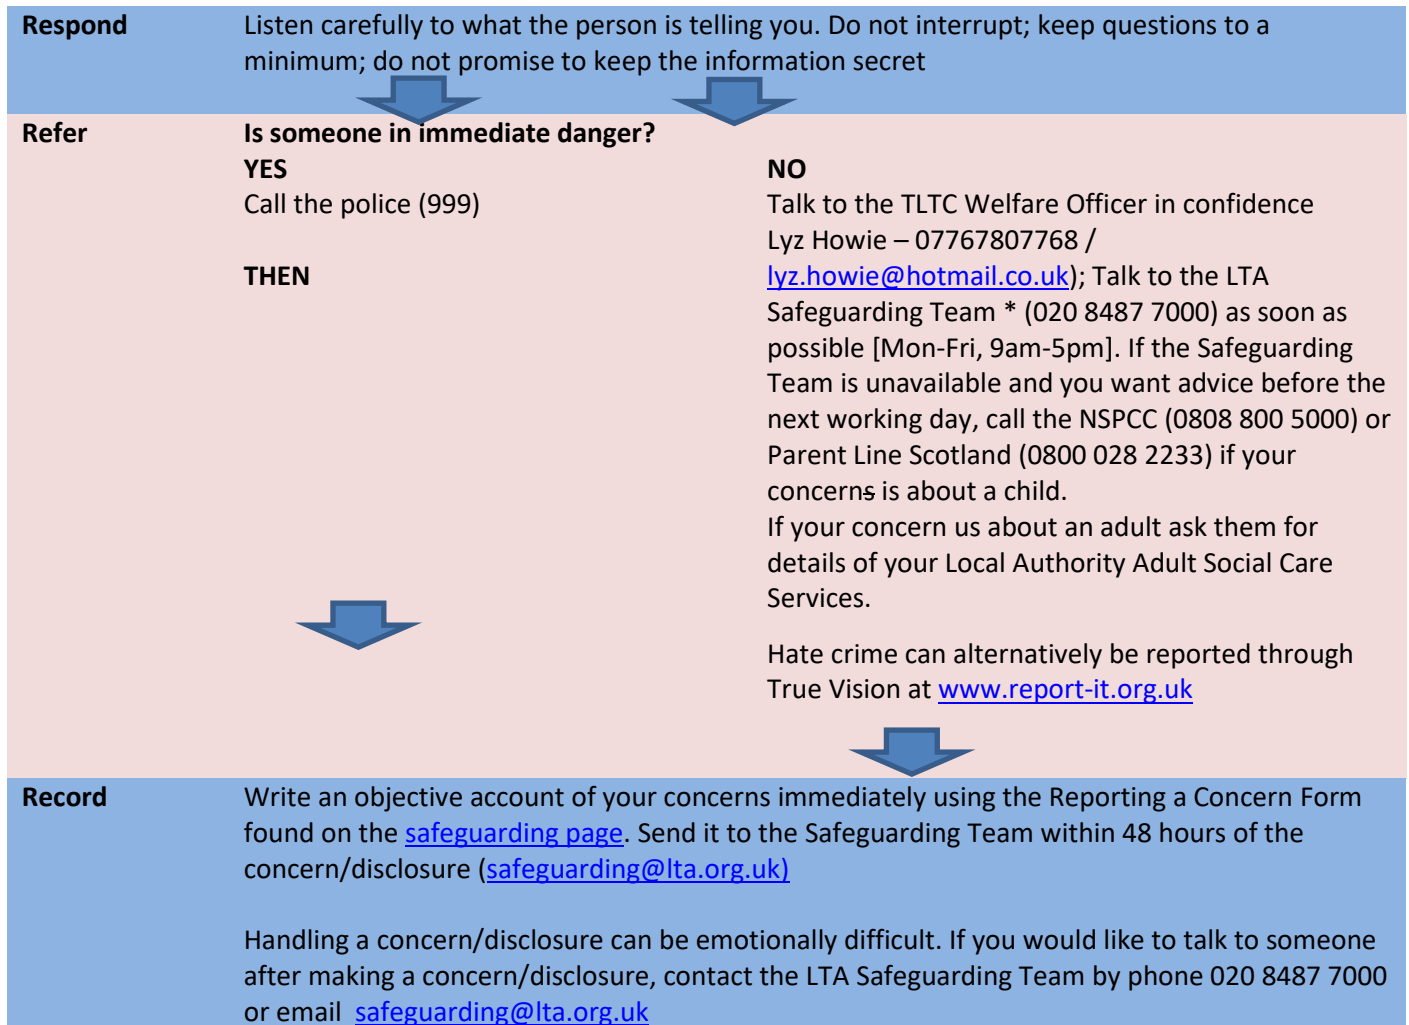 Respond
Listen carefully to what the person is telling you. Do not interrupt; keep questions to a
minimum; do not promise to keep the information secret
Refer
Is someone in immediate danger?
YES
Call the police (999)
THEN
NO
Talk to the TLTC Welfare Officer in confidence
Lyz Howie – 07767807768 /
lyz.howie@hotmail.co.uk); Talk to the LTA
Safeguarding Team * (020 8487 7000) as soon as
possible [Mon-Fri, 9am-5pm]. If the Safeguarding
Team is unavailable and you want advice before the
next working day, call the NSPCC (0808 800 5000) or
Parent Line Scotland (0800 028 2233) if your
concerns is about a child.
If your concern us about an adult ask them for
details of your Local Authority Adult Social Care
Services.
Hate crime can alternatively be reported through
True Vision at www.report-it.org.uk
Record
Write an objective account of your concerns immediately using the Reporting a Concern Form
found on the safeguarding page. Send it to the Safeguarding Team within 48 hours of the
concern/disclosure (safeguarding@lta.org.uk)
Handling a concern/disclosure can be emotionally difficult. If you would like to talk to someone
after making a concern/disclosure, contact the LTA Safeguarding Team by phone 020 8487 7000
or email safeguarding@lta.org.uk